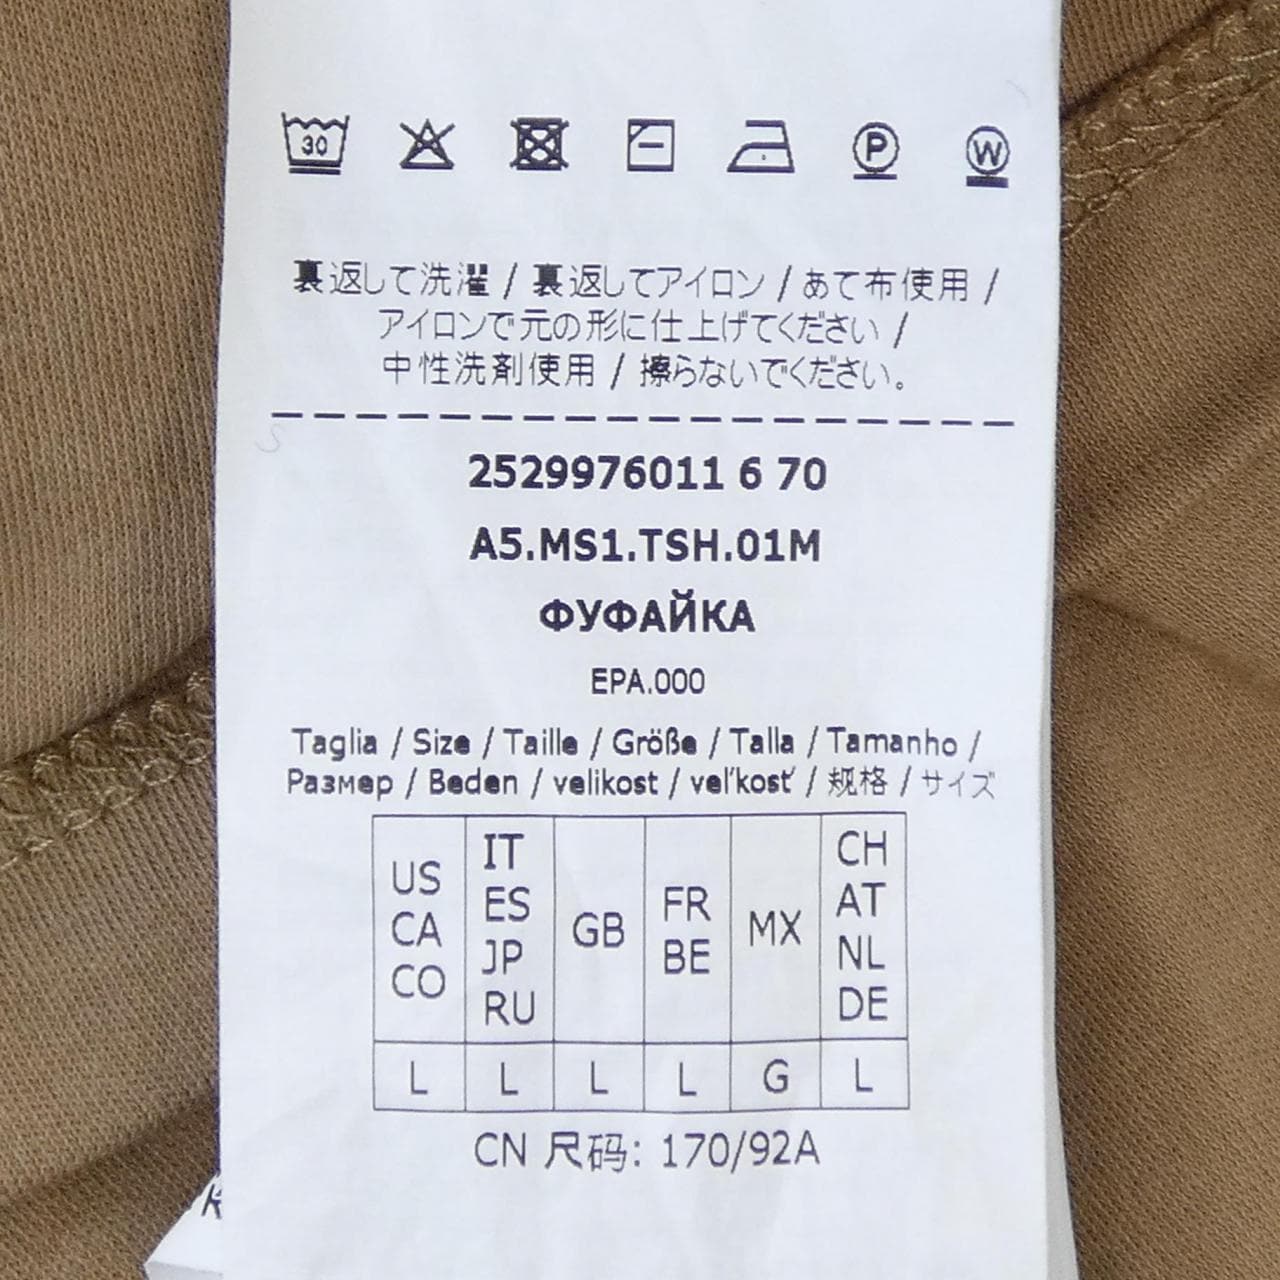 30 P W
裏返して洗濯 / 裏返してアイロン / あて布使用 /
アイロンで元の形に仕上げてください /
中性洗剤使用 / 擦らないでください。
2529976011 6 70
A5.MS1.TSH.01M
ФУФАЙКА
EPA.000
Taglia / Size / Taille / Größe / Talla / Tamanho /
Размер / Beden / velikost / veľkosť / 规格 / サイズ
US CA CO
IT ES JP RU
GB
FR BE
MX
CH AT NL DE
L L L L G L
CN 尺码: 170/92A